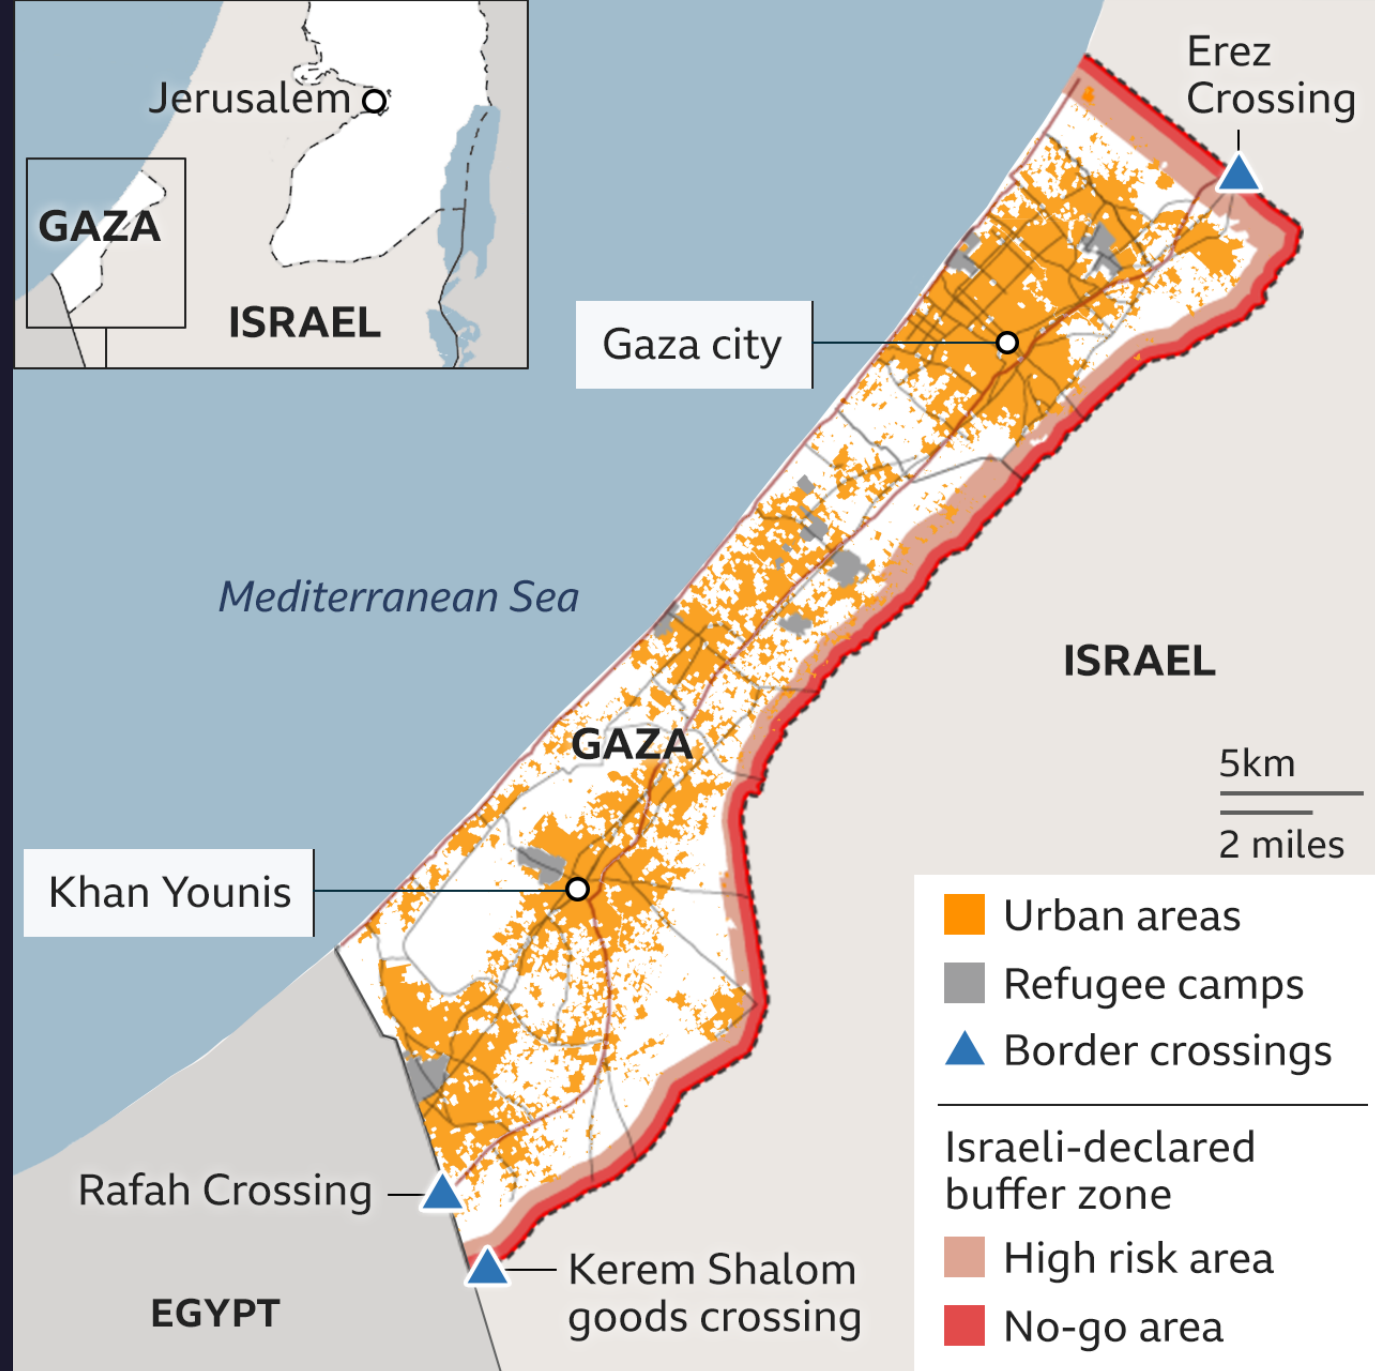 Jerusalem
GAZA
ISRAEL
Erez
Crossing
Gaza city
Mediterranean Sea
ISRAEL
GAZA
5km
2 miles
Khan Younis
Urban areas
Refugee camps
Border crossings
Israeli-declared
buffer zone
High risk area
No-go area
Rafah Crossing
Kerem Shalom
goods crossing
EGYPT